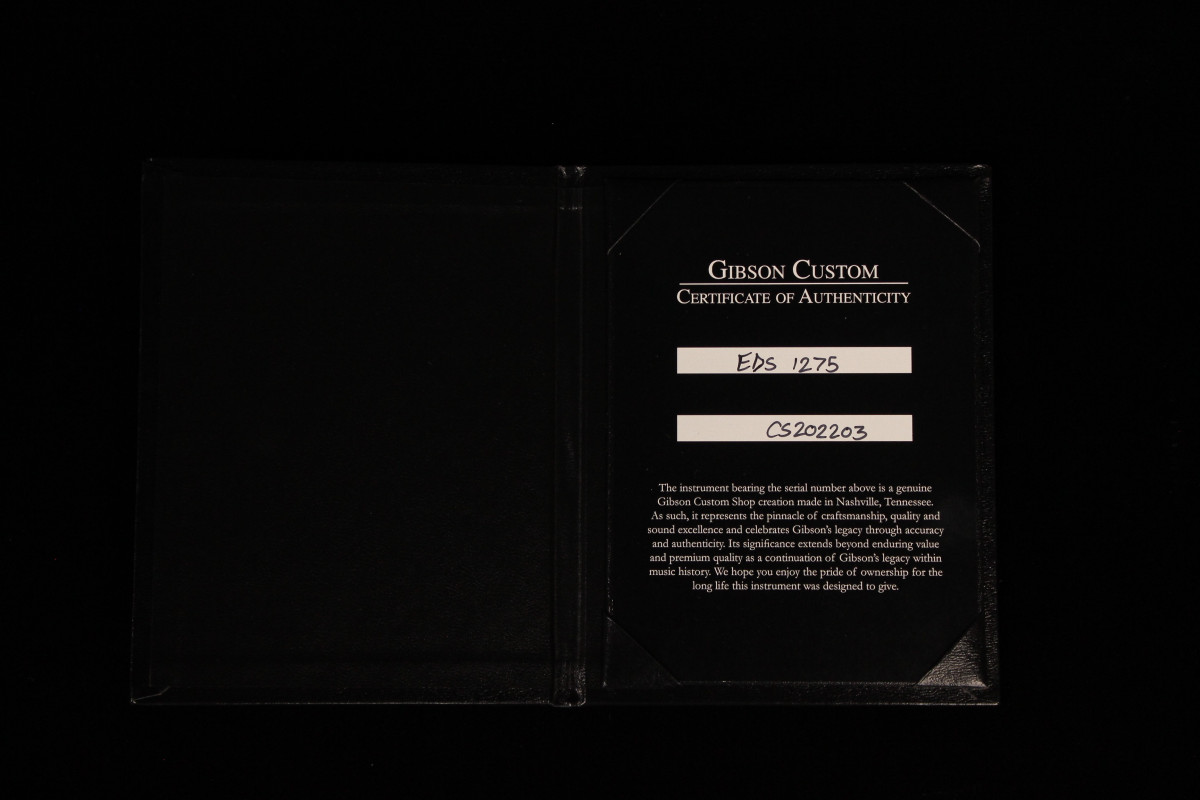 GIBSON CUSTOM
CERTIFICATE OF AUTHENTICITY
EDS 1275
CS202203
The instrument bearing the serial number above is a genuine
Gibson Custom Shop creation made in Nashville, Tennessee.
As such, it represents the pinnacle of craftsmanship, quality and
sound excellence and celebrates Gibson's legacy through accuracy
and authenticity. Its significance extends beyond enduring value
and premium quality as a continuation of Gibson's legacy within
music history. We hope you enjoy the pride of ownership for the
long life this instrument was designed to give.